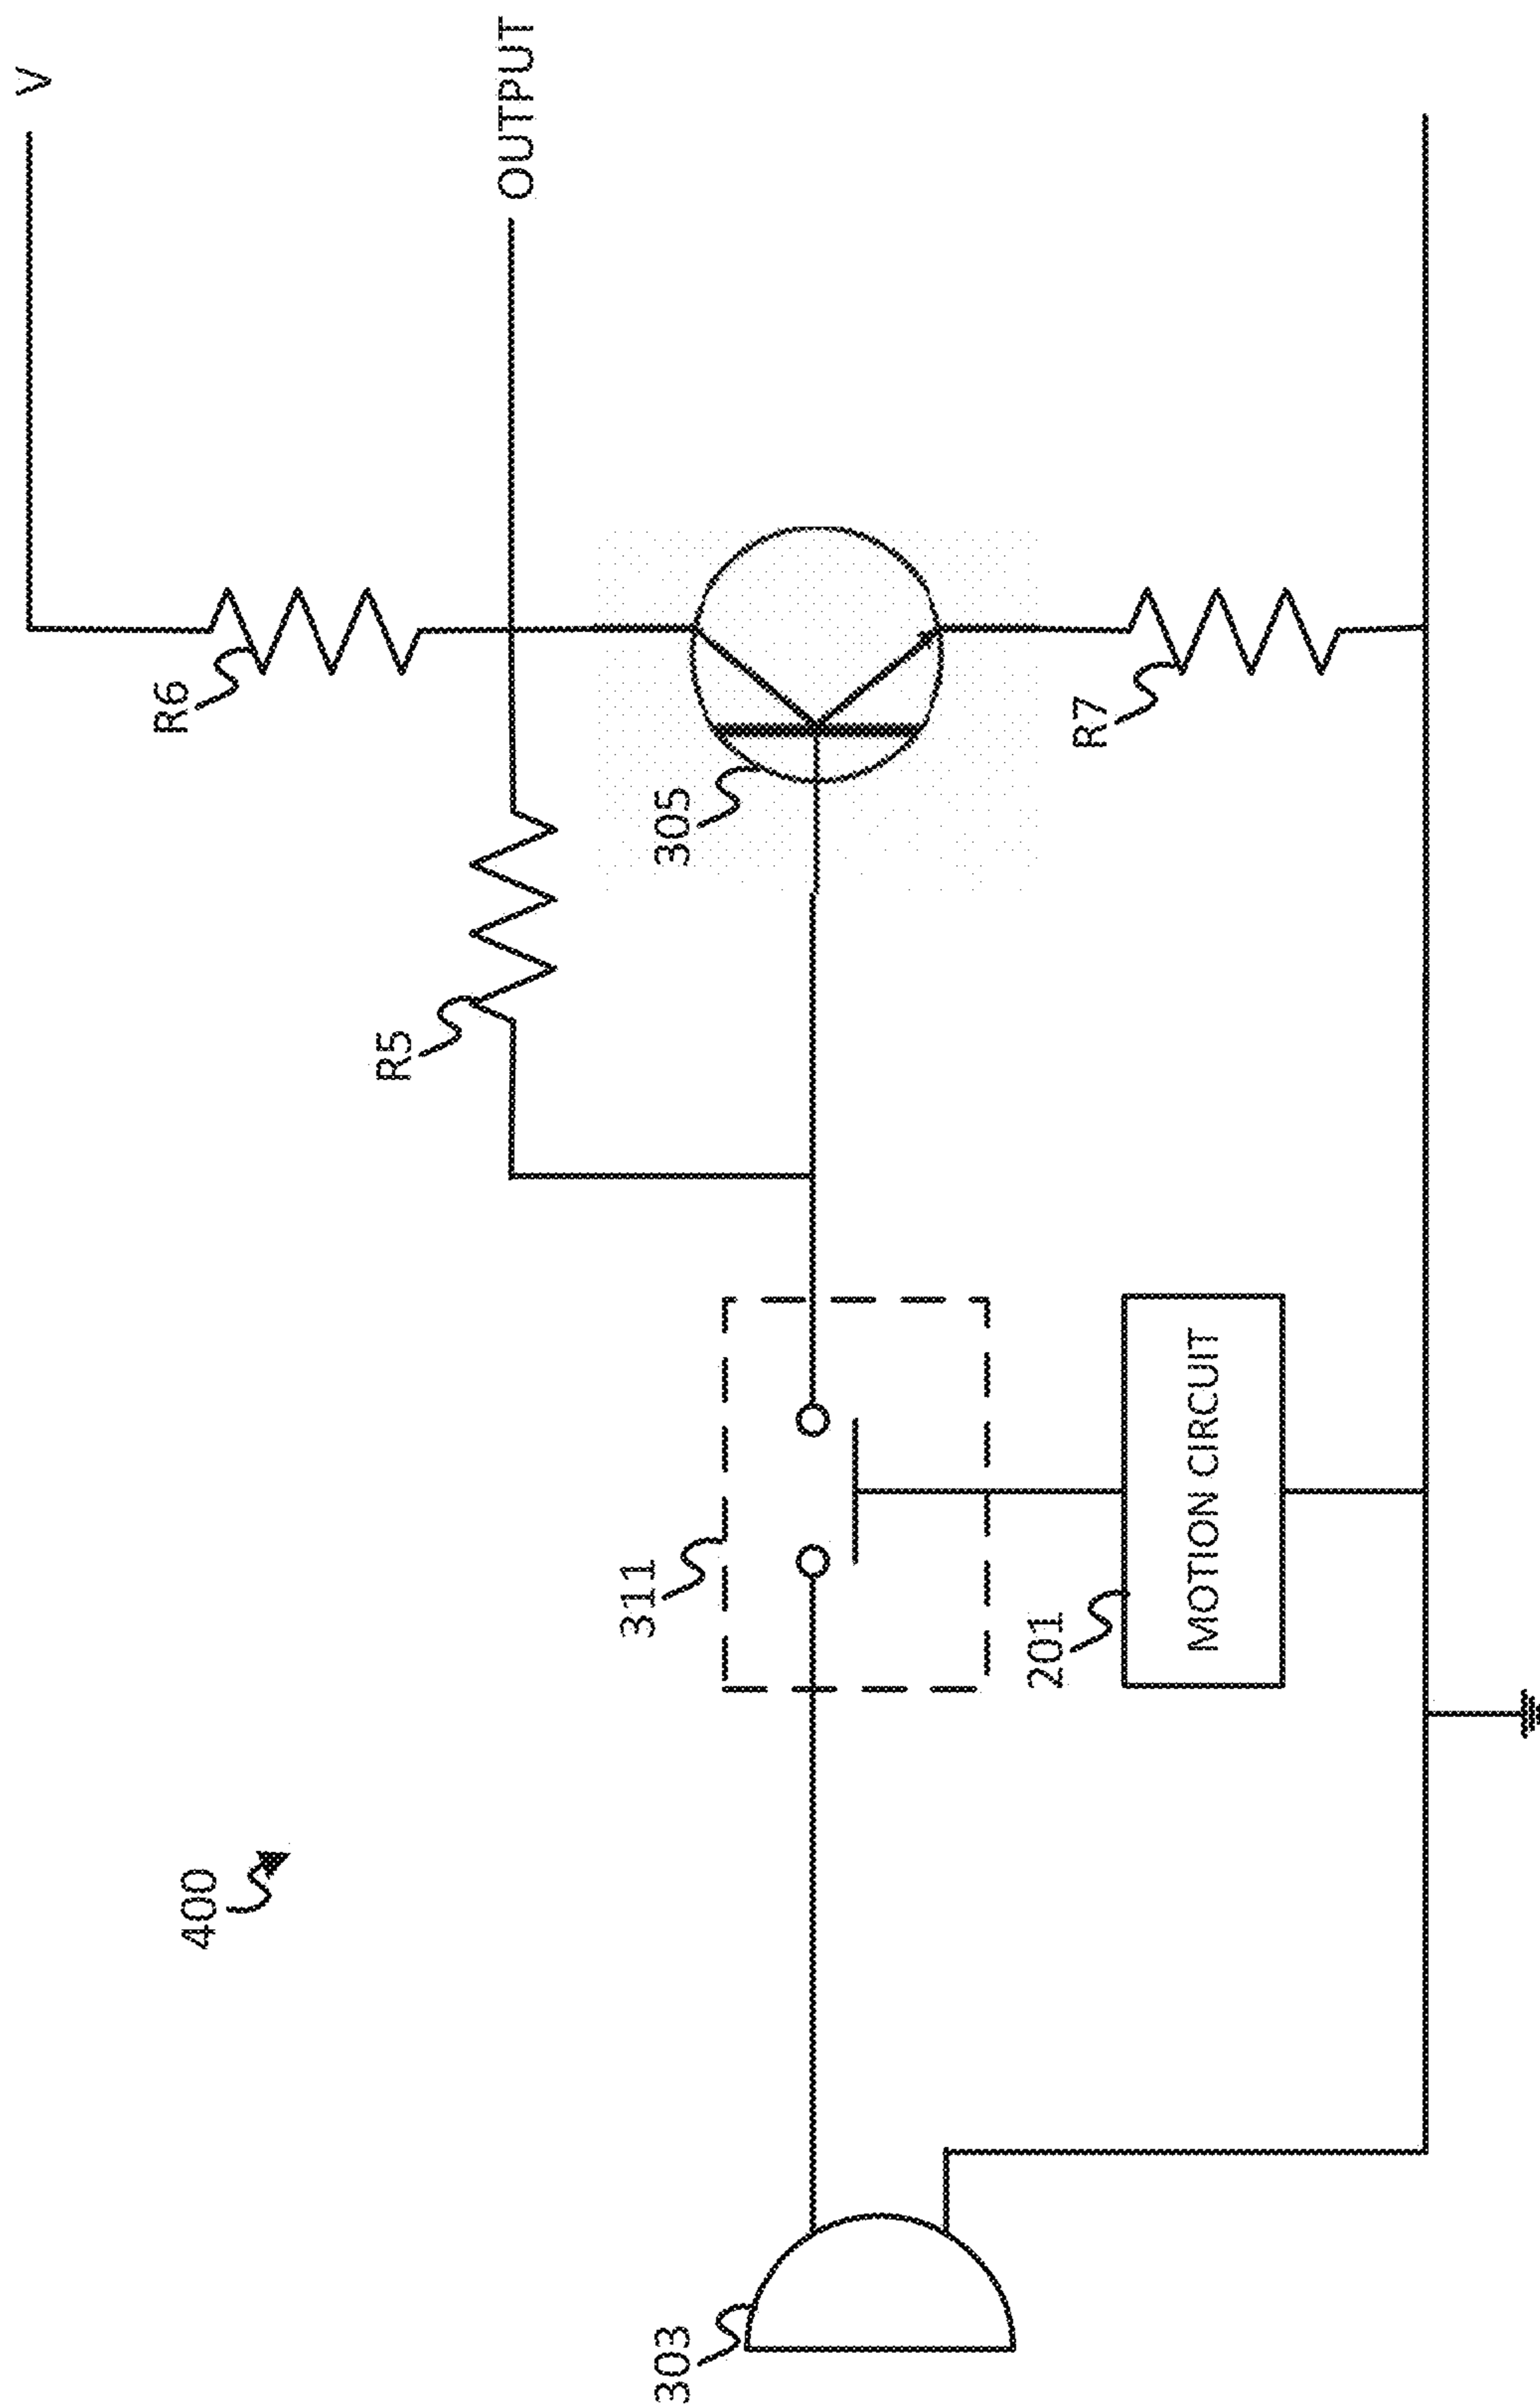 400
V
R6
OUTPUT
R5
305
311
303
R7
201
MOTION CIRCUIT